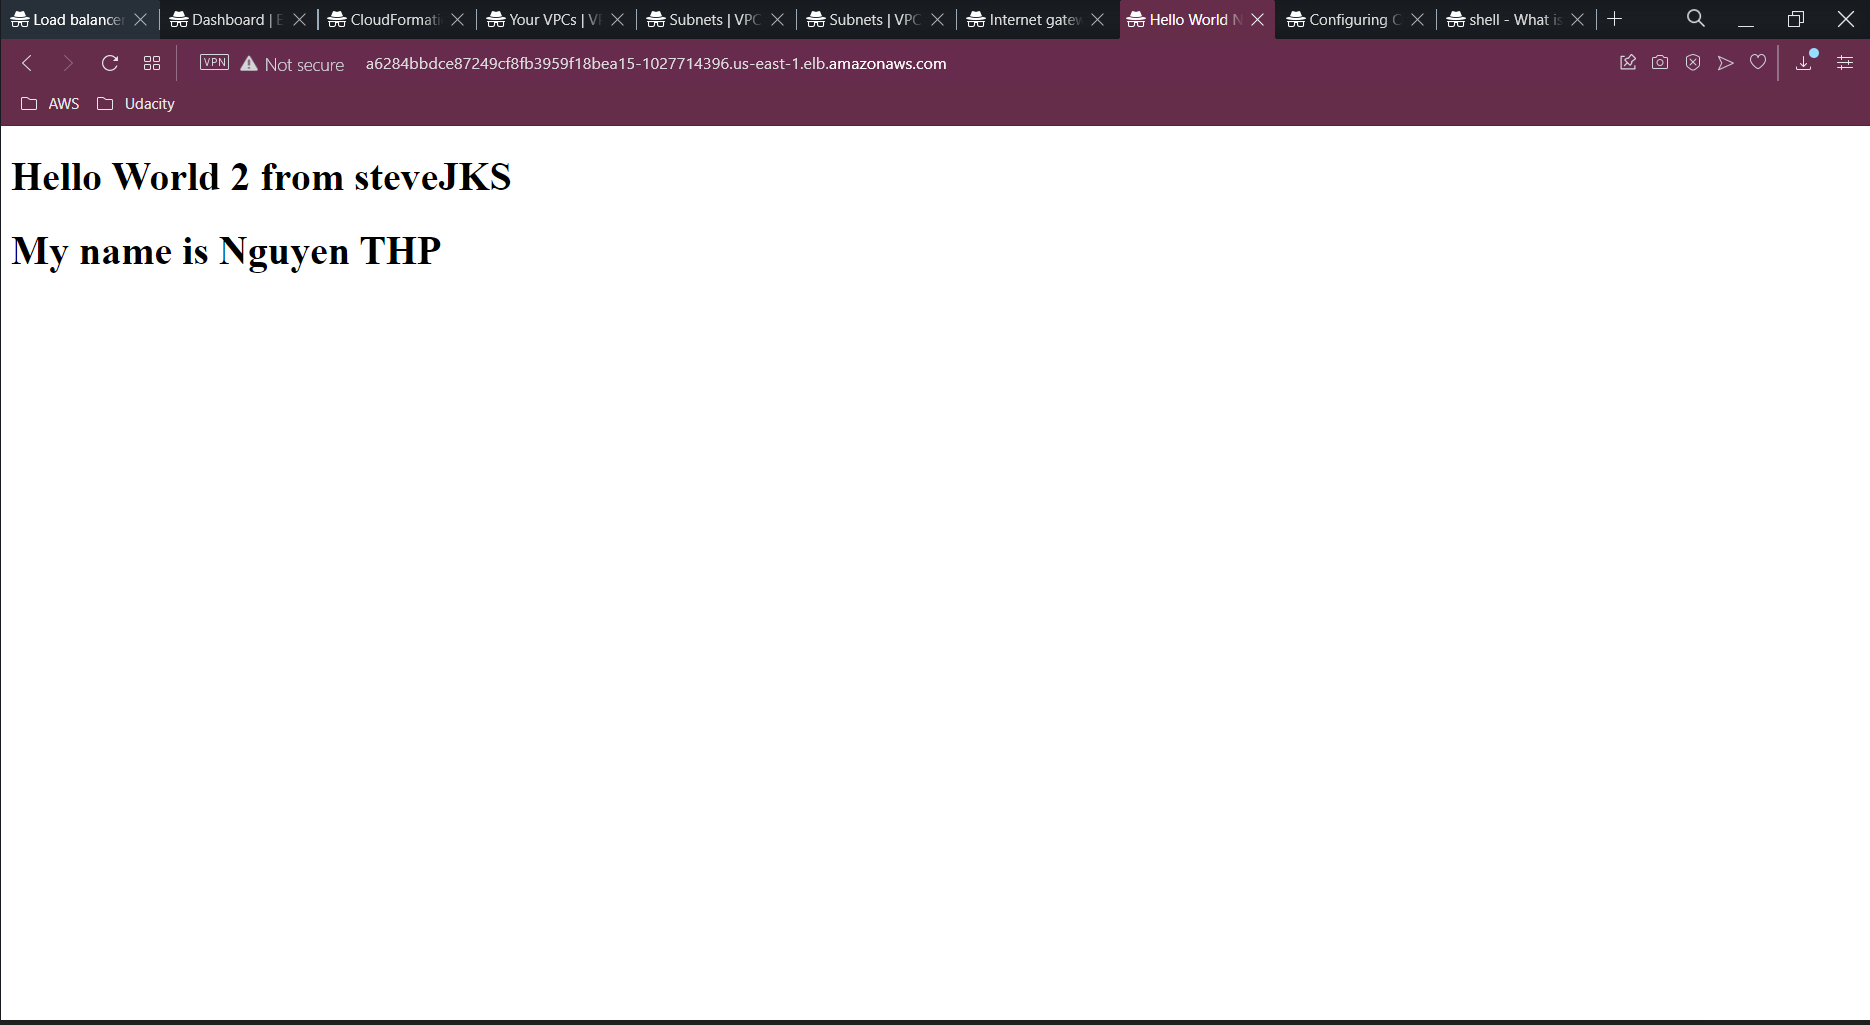 Load balancer Dashboard | E CloudFormati Your VPCs | VP Subnets | VPC Subnets | VPC Internet gatew Hello World N Configuring C shell - What is
VPN Not secure a6284bbdce87249cf8fb3959f18bea15-1027714396.us-east-1.elb.amazonaws.com
AWS Udacity
Hello World 2 from steveJKS
My name is Nguyen THP